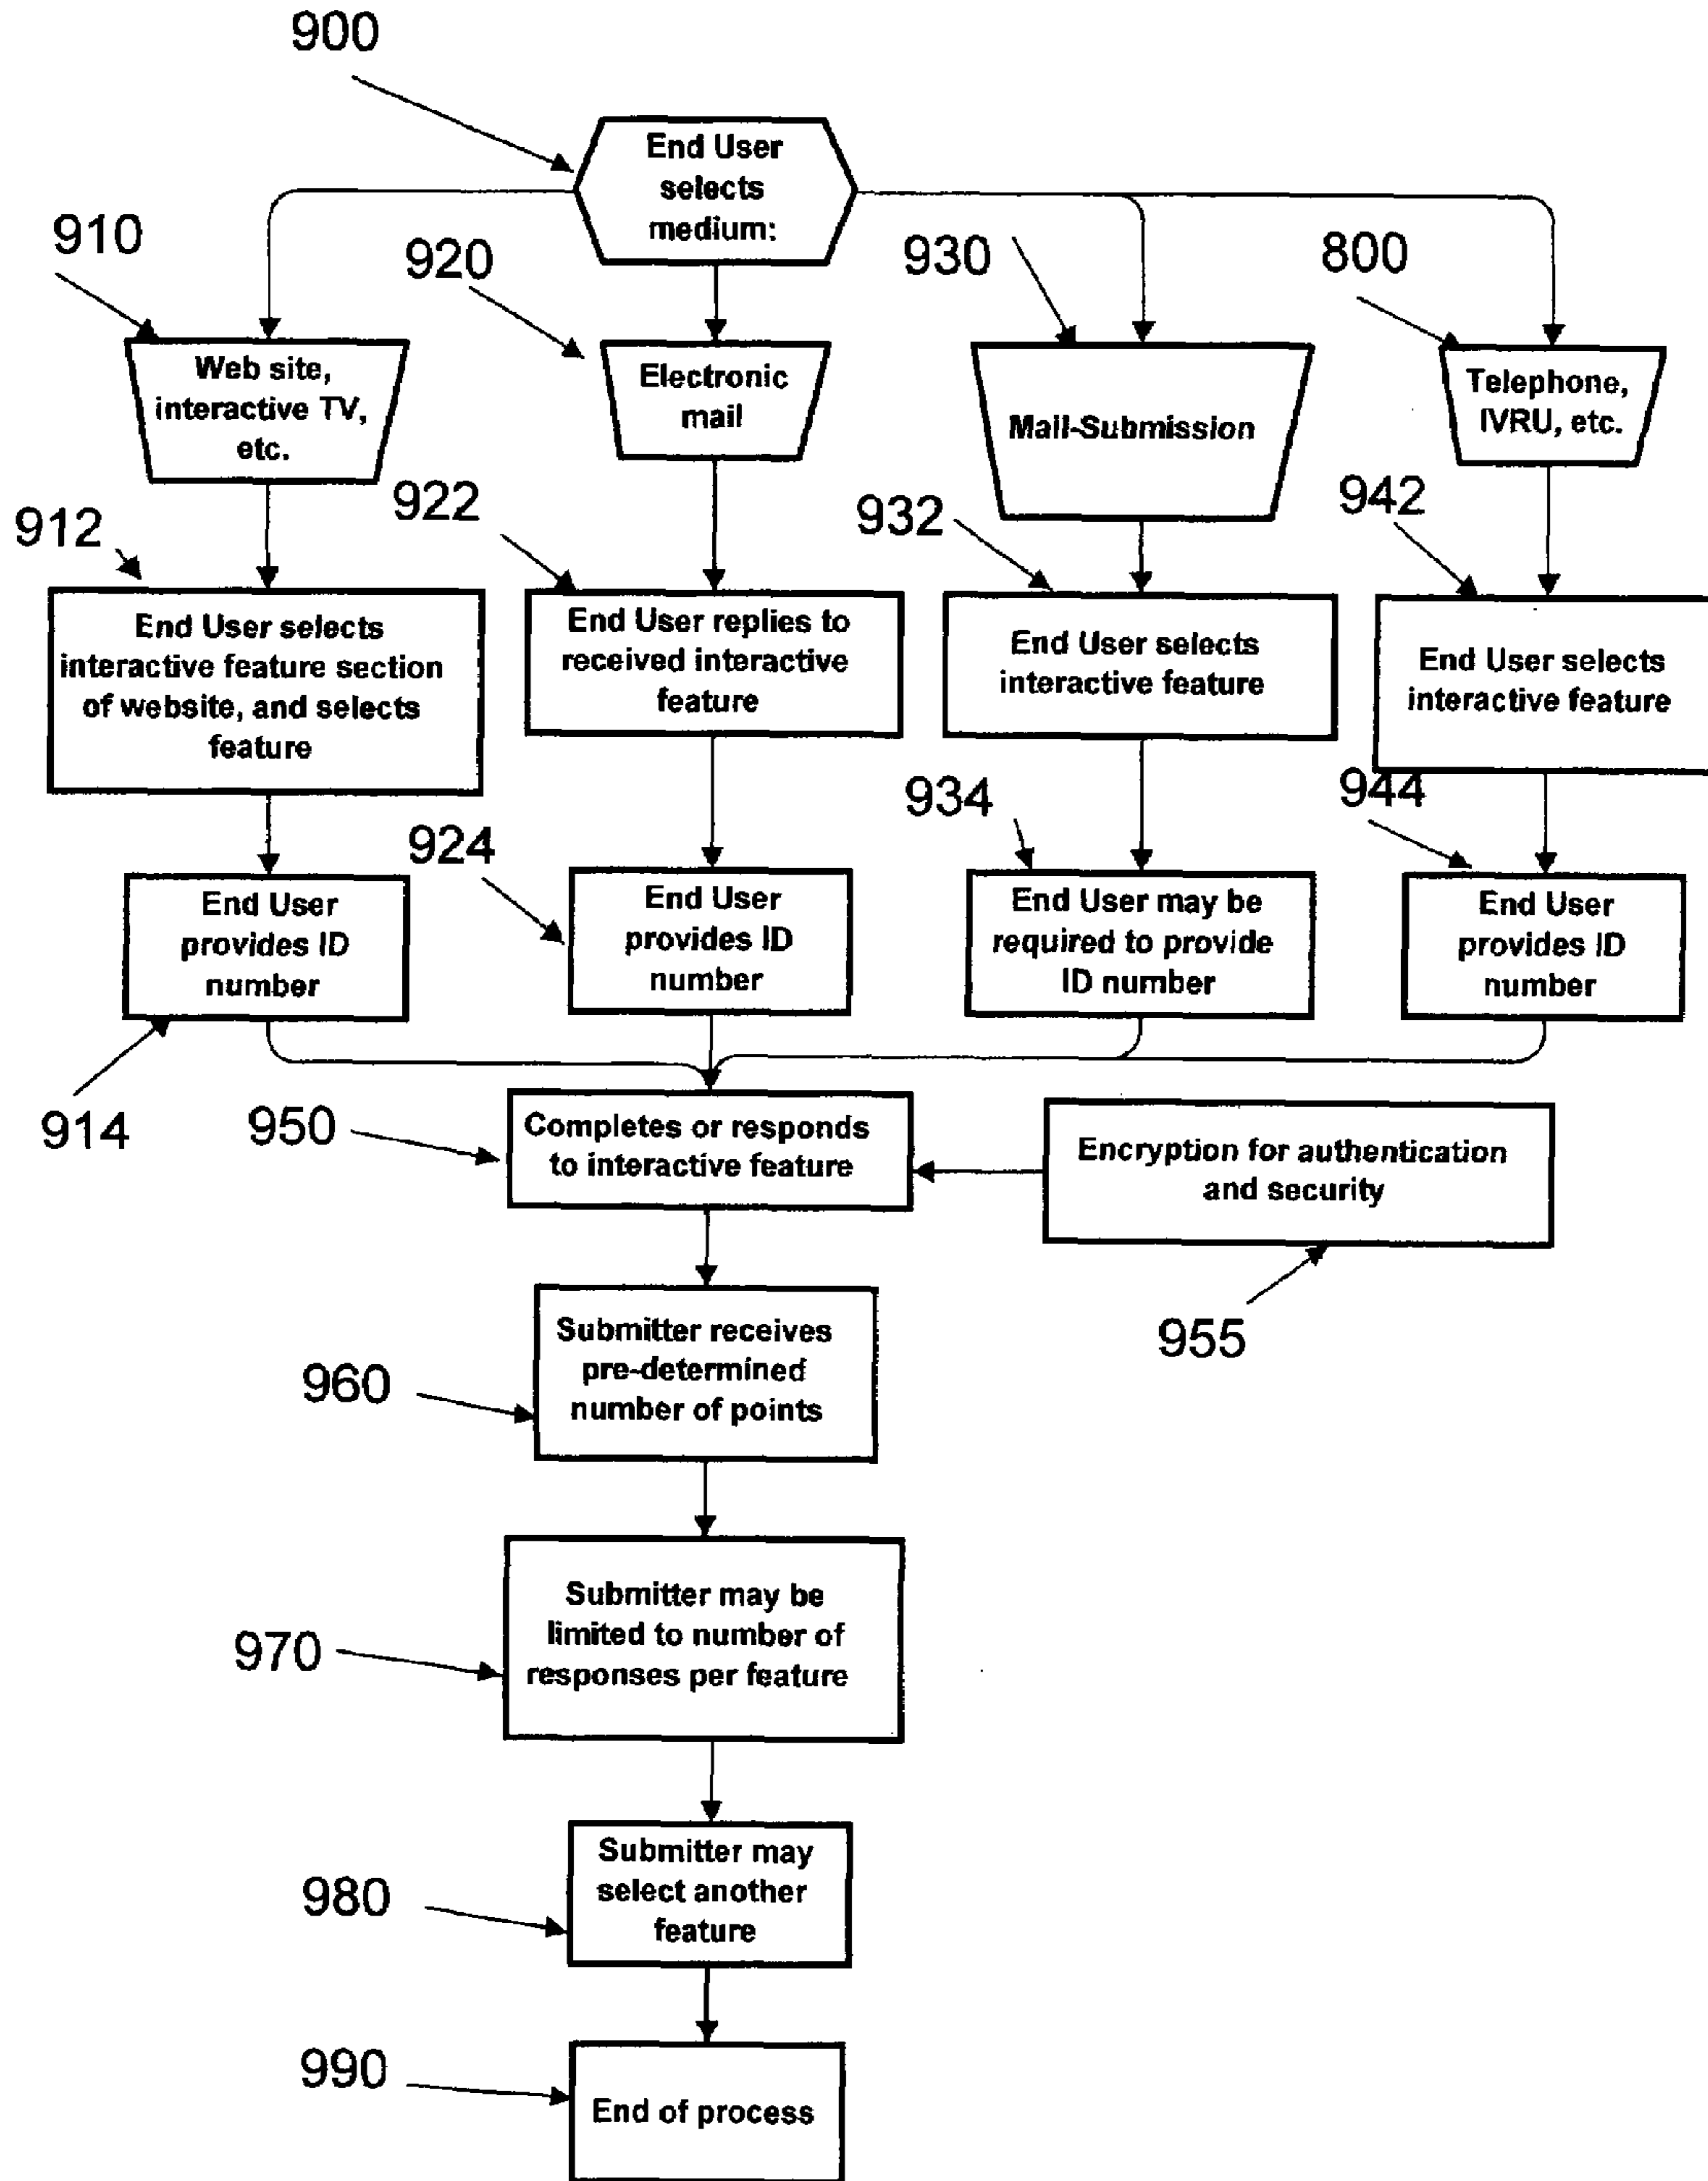 900
End User
selects
medium:
910
920
930
800
Web site,
interactive TV,
etc.
Electronic
mail
Mail-Submission
Telephone,
IVRU, etc.
912
922
932
942
End User selects
interactive feature section
of website, and selects
feature
End User replies to
received interactive
feature
End User selects
interactive feature
End User selects
interactive feature
924
934
944
End User
provides ID
number
End User
provides ID
number
End User may be
required to provide
ID number
End User
provides ID
number
914
950
Completes or responds
to interactive feature
Encryption for authentication
and security
955
960
Submitter receives
pre-determined
number of points
970
Submitter may be
limited to number of
responses per feature
980
Submitter may
select another
feature
990
End of process